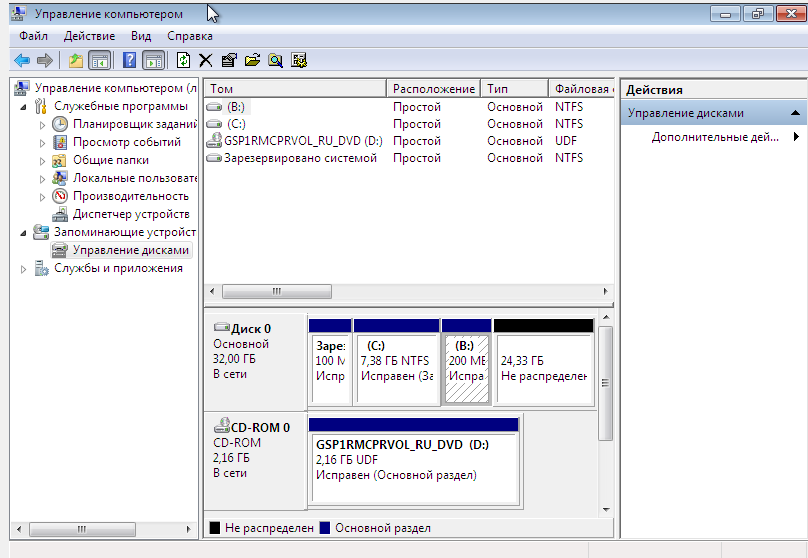 Управление компьютером
Файл Действие Вид Справка
Управление компьютером (л
Служебные программы
Планировщик заданий
Просмотр событий
Общие папки
Локальные пользовате
Производительность
Диспетчер устройств
Запоминающие устройст
Управление дисками
Службы и приложения
Том Расположение Тип Файловая
(B:) Простой Основной NTFS
(C:) Простой Основной NTFS
GSP1RMCPRVOL_RU_DVD (D:) Простой Основной UDF
Зарезервировано системой Простой Основной NTFS
Действия
Управление дисками
Дополнительные дей...
Диск 0
Основной
32,00 ГБ
В сети
Заре:
100 М
Испр
(C:)
7,38 ГБ NTFS
Исправен (За
(B:)
200 МБ
Испра
24,33 ГБ
Не распределен
CD-ROM 0
CD-ROM
2,16 ГБ
В сети
GSP1RMCPRVOL_RU_DVD (D:)
2,16 ГБ UDF
Исправен (Основной раздел)
Не распределен Основной раздел